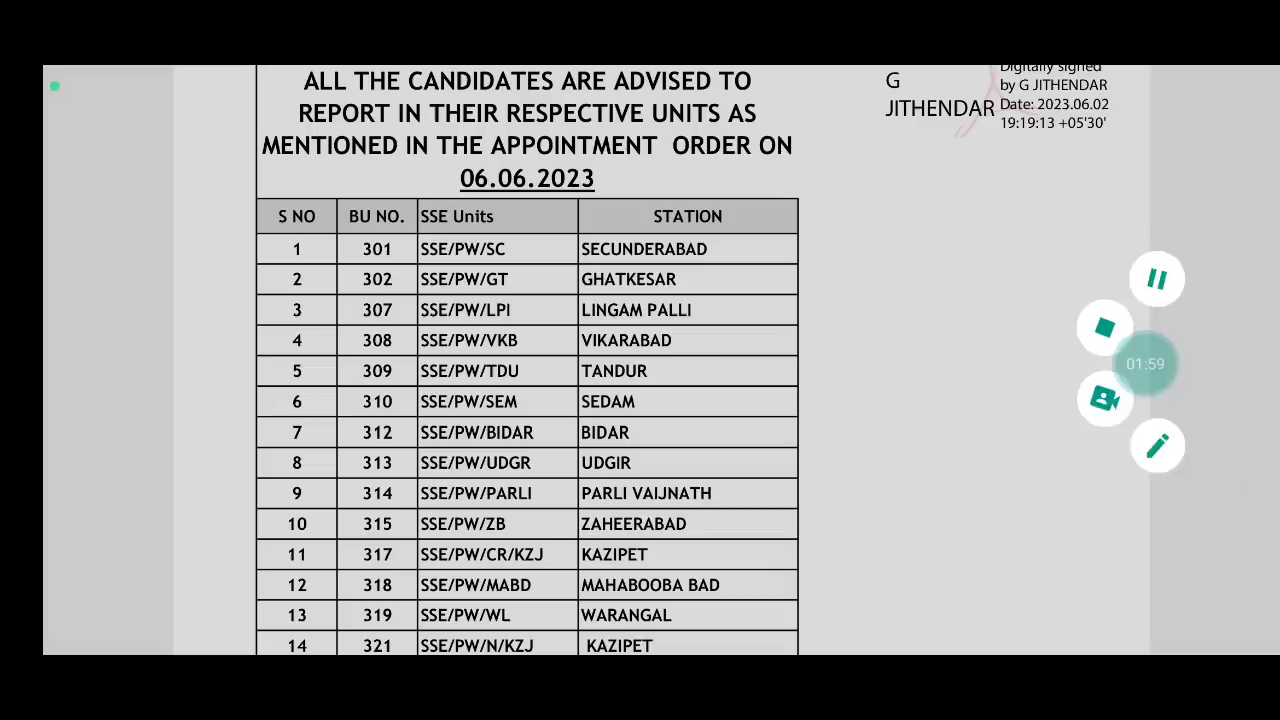 ALL THE CANDIDATES ARE ADVISED TO
REPORT IN THEIR RESPECTIVE UNITS AS
MENTIONED IN THE APPOINTMENT ORDER ON
06.06.2023
G
JITHENDAR
Digitally signed
by G JITHENDAR
Date: 2023.06.02
19:19:13 +05'30'
S NO BU NO. SSE Units STATION
1 301 SSE/PW/SC SECUNDERABAD
2 302 SSE/PW/GT GHATKESAR
3 307 SSE/PW/LPI LINGAM PALLI
4 308 SSE/PW/VKB VIKARABAD
5 309 SSE/PW/TDU TANDUR
6 310 SSE/PW/SEM SEDAM
7 312 SSE/PW/BIDAR BIDAR
8 313 SSE/PW/UDGR UDGIR
9 314 SSE/PW/PARLI PARLI VAIJNATH
10 315 SSE/PW/ZB ZAHEERABAD
11 317 SSE/PW/CR/KZJ KAZIPET
12 318 SSE/PW/MABD MAHABOOBA BAD
13 319 SSE/PW/WL WARANGAL
14 321 SSE/PW/N/KZJ KAZIPET
01:59